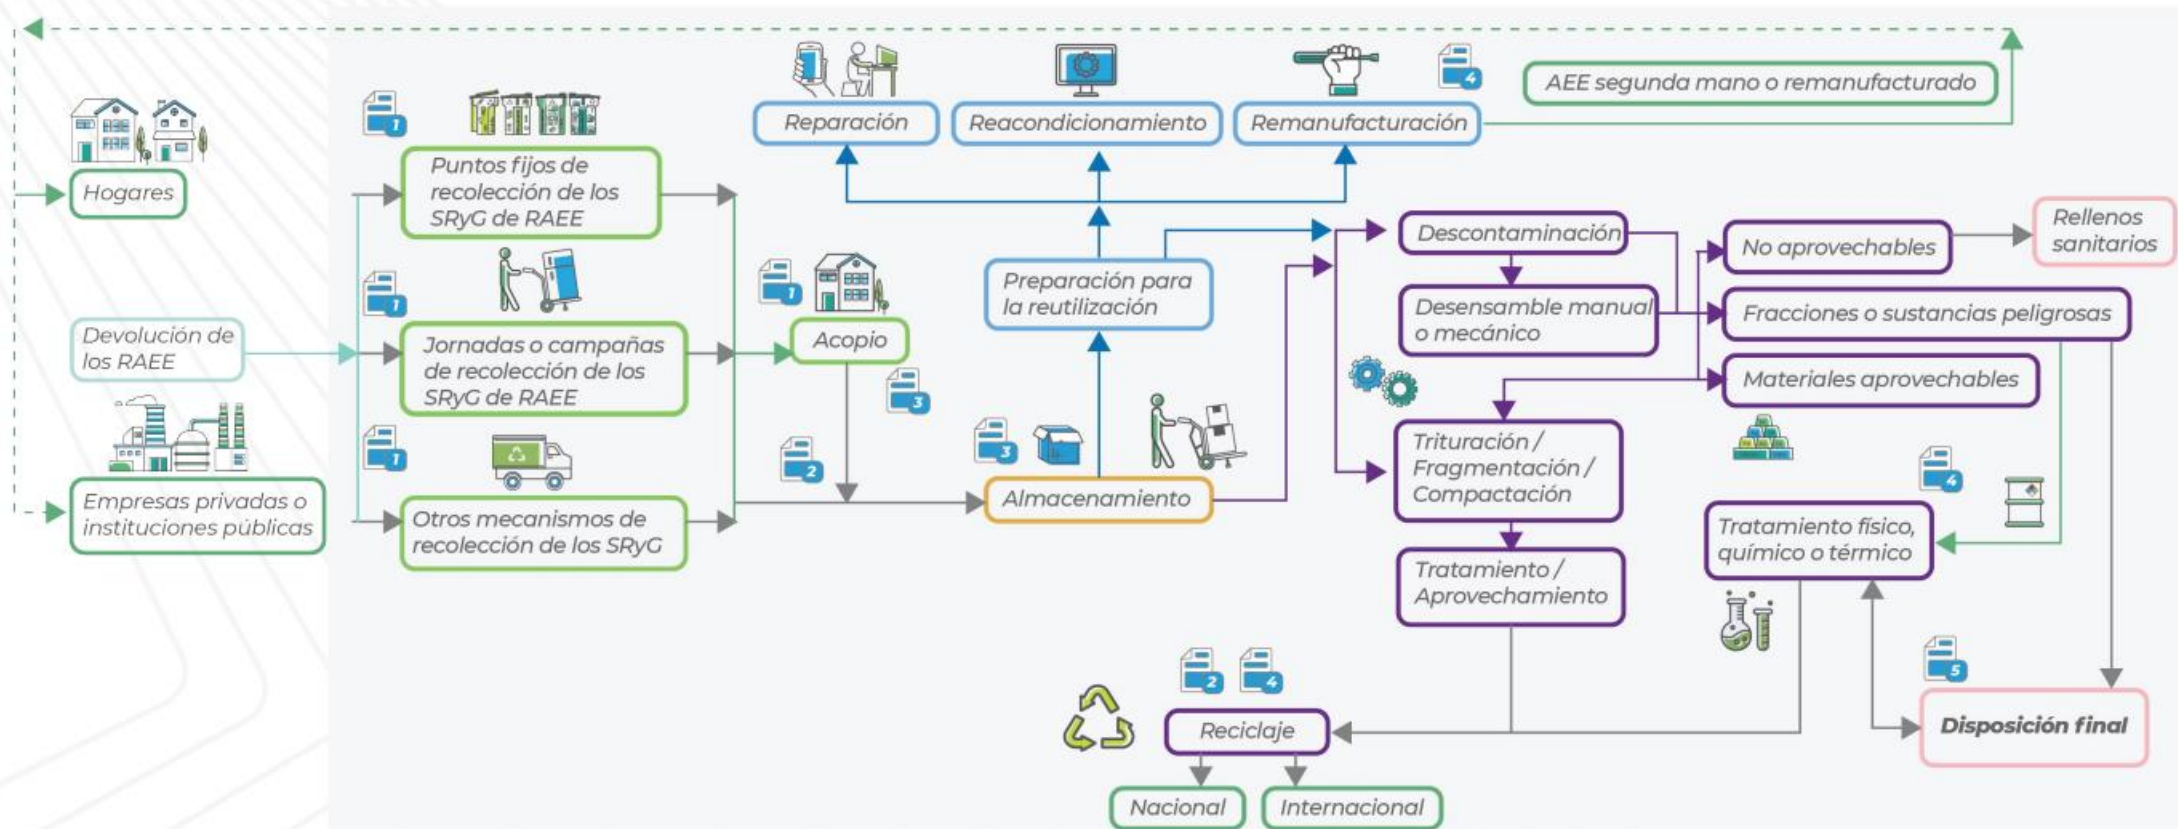 4
AEE segunda mano o remanufacturado
Reparación
Reacondicionamiento
Remanufacturación
Hogares
1
Puntos fijos de
recolección de los
SRyG de RAEE
Devolución de
los RAEE
1
Jornadas o campañas
de recolección de los
SRyG de RAEE
1
Otros mecanismos de
recolección de los SRyG
Empresas privadas o
instituciones públicas
1
Acopio
3
2
3
Almacenamiento
Preparación para
la reutilización
Descontaminación
Desensamble manual
o mecánico
Trituración /
Fragmentación /
Compactación
Tratamiento /
Aprovechamiento
No aprovechables
Rellenos
sanitarios
Fracciones o sustancias peligrosas
Materiales aprovechables
4
Tratamiento físico,
químico o térmico
5
Disposición final
2
4
Reciclaje
Nacional
Internacional